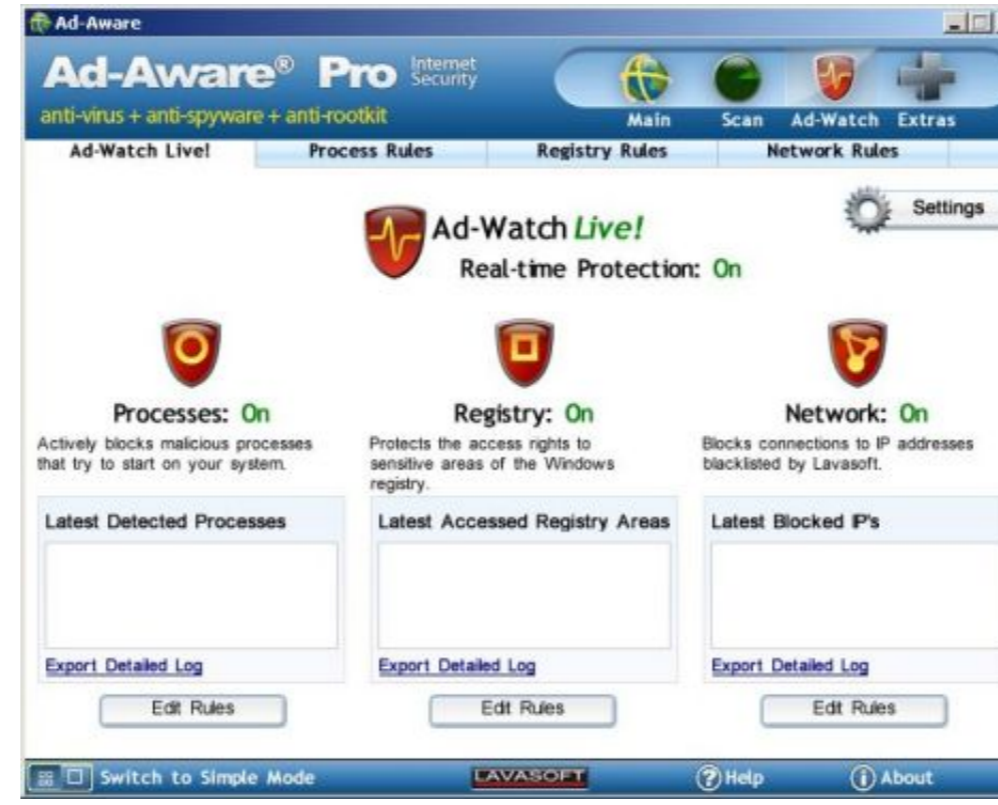 Ad-Aware
Ad-Aware® Pro Internet Security
anti-virus + anti-spyware + anti-rootkit
Main Scan Ad-Watch Extras
Ad-Watch Live! Process Rules Registry Rules Network Rules
Settings
Ad-Watch Live!
Real-time Protection: On
Processes: On
Actively blocks malicious processes
that try to start on your system.
Latest Detected Processes
Export Detailed Log
Edit Rules
Registry: On
Protects the access rights to
sensitive areas of the Windows
registry.
Latest Accessed Registry Areas
Export Detailed Log
Edit Rules
Network: On
Blocks connections to IP addresses
blacklisted by Lavasoft.
Latest Blocked IP's
Export Detailed Log
Edit Rules
Switch to Simple Mode LAVASOFT Help About